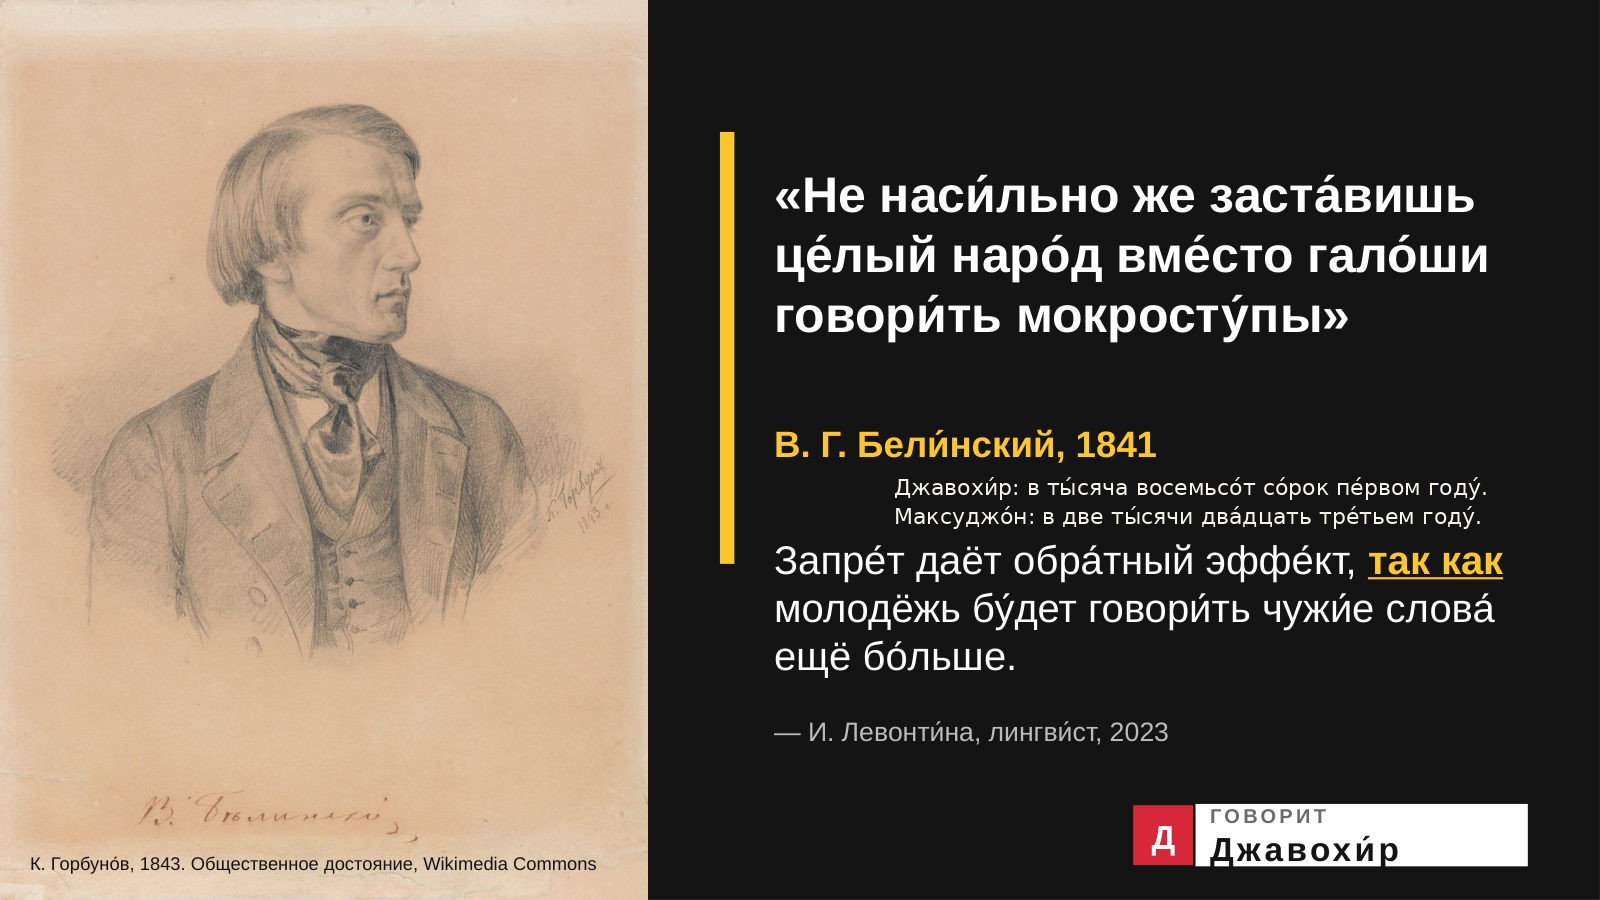 «Не наси́льно же заста́вишь
це́лый наро́д вме́сто гало́ши
говори́ть мокросту́пы»
В. Г. Бели́нский, 1841
Джавохи́р: в ты́сяча восемьсо́т со́рок пе́рвом году́.
Максуджо́н: в две ты́сячи два́дцать тре́тьем году́.
Запре́т даёт обра́тный эффе́кт, так как
молодёжь бу́дет говори́ть чужи́е слова́
ещё бо́льше.
— И. Левонти́на, лингви́ст, 2023
К. Горбуновъ
1843 г.
В. Бѣлинскій
К. Горбуно́в, 1843. Общественное достояние, Wikimedia Commons
Д
ГОВОРИТ
Джавохи́р